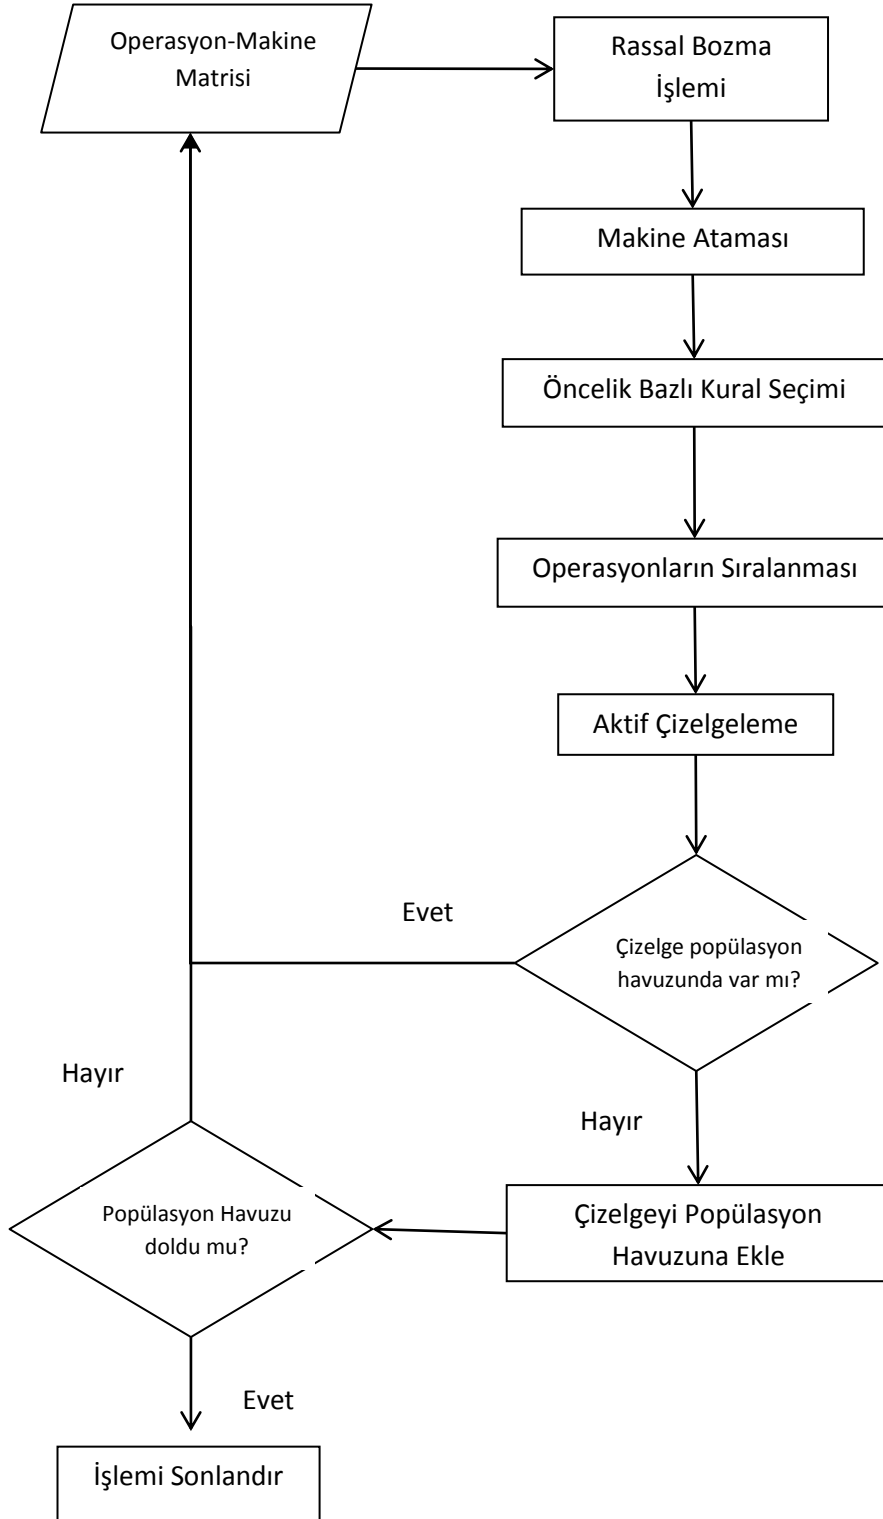 Operasyon-Makine
Matrisi
Rassal Bozma
İşlemi
Makine Ataması
Öncelik Bazlı Kural Seçimi
Operasyonların Sıralanması
Aktif Çizelgeleme
Evet
Çizelge popülasyon
havuzunda var mı?
Hayır
Hayır
Popülasyon Havuzu
doldu mu?
Çizelgeyi Popülasyon
Havuzuna Ekle
Evet
İşlemi Sonlandır